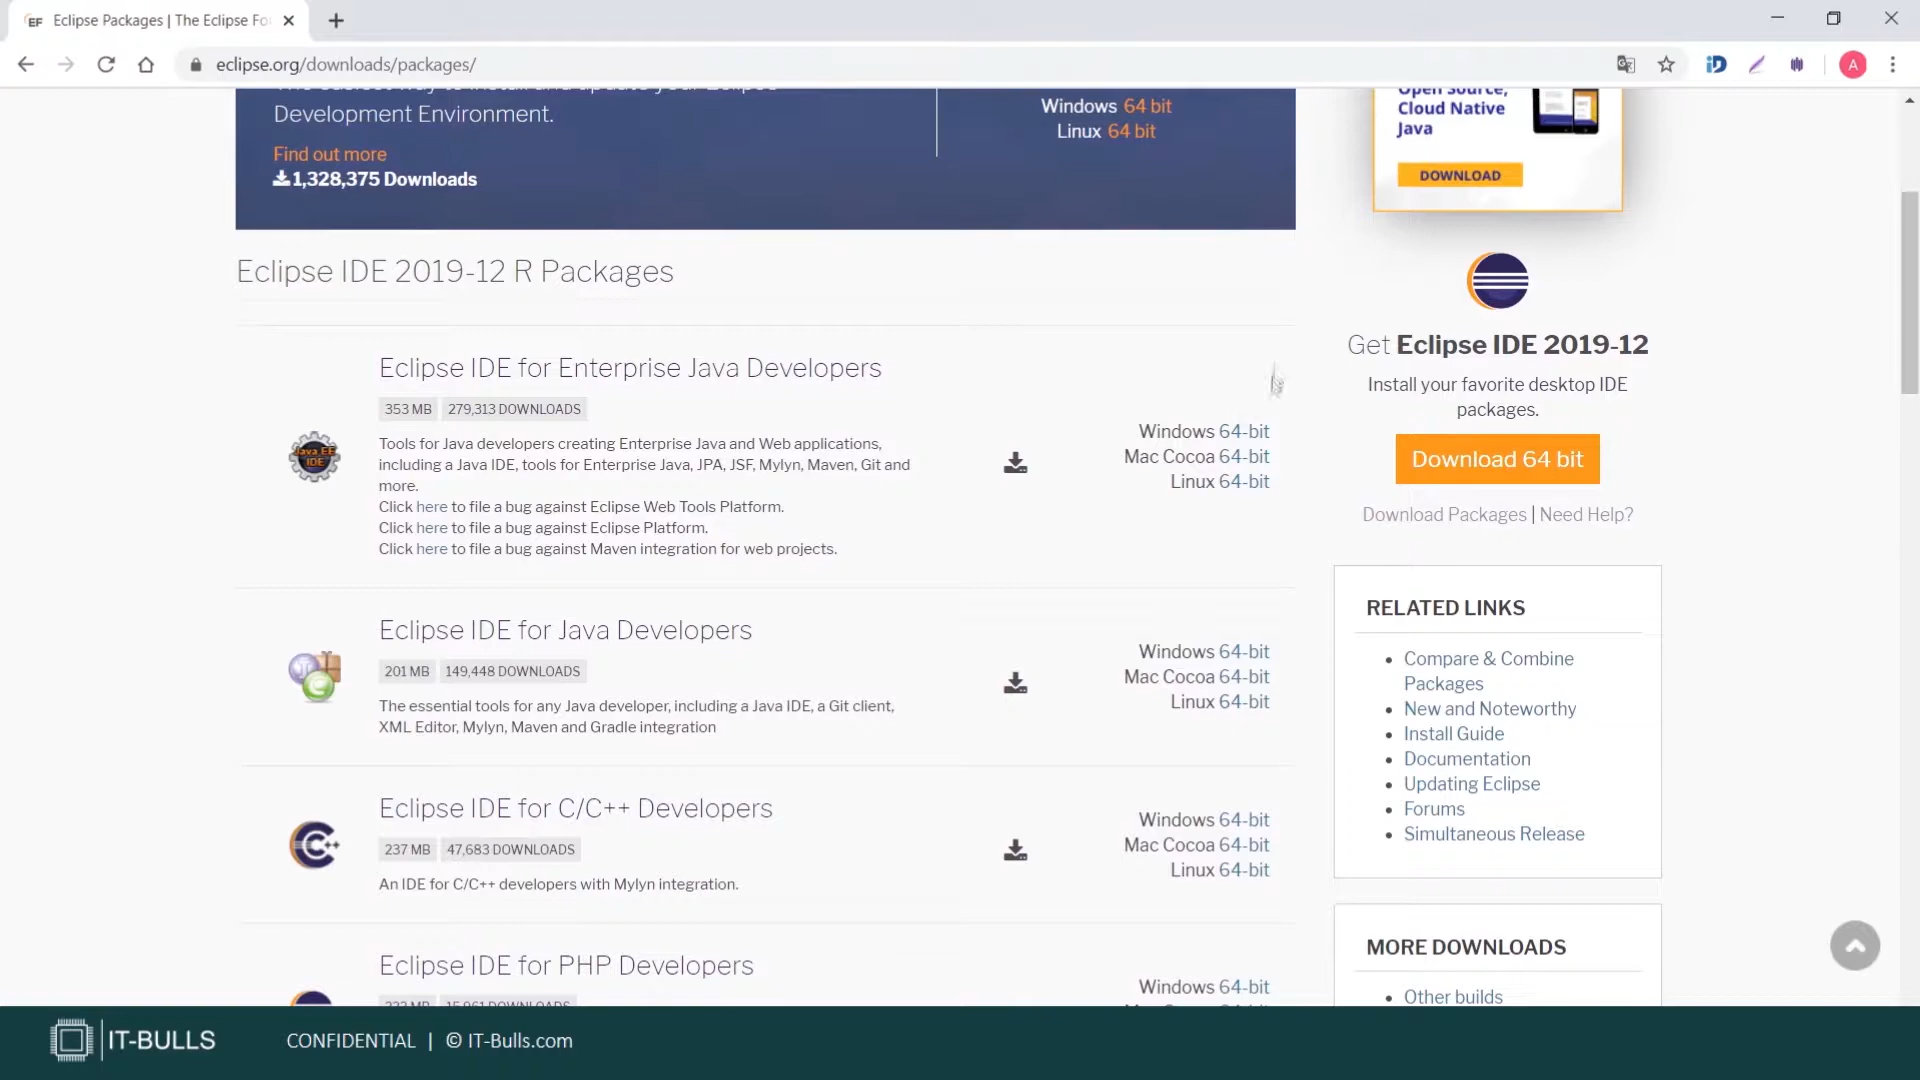 EF Eclipse Packages | The Eclipse Fo
eclipse.org/downloads/packages/
A
Development Environment.
Find out more
1,328,375 Downloads
Windows 64 bit
Linux 64 bit
Open Source,
Cloud Native
Java
DOWNLOAD
Eclipse IDE 2019-12 R Packages
Eclipse IDE for Enterprise Java Developers
353 MB 279,313 DOWNLOADS
Java EE
IDE
Tools for Java developers creating Enterprise Java and Web applications,
including a Java IDE, tools for Enterprise Java, JPA, JSF, Mylyn, Maven, Git and
more.
Click here to file a bug against Eclipse Web Tools Platform.
Click here to file a bug against Eclipse Platform.
Click here to file a bug against Maven integration for web projects.
Windows 64-bit
Mac Cocoa 64-bit
Linux 64-bit
Eclipse IDE for Java Developers
201 MB 149,448 DOWNLOADS
The essential tools for any Java developer, including a Java IDE, a Git client,
XML Editor, Mylyn, Maven and Gradle integration
Windows 64-bit
Mac Cocoa 64-bit
Linux 64-bit
Eclipse IDE for C/C++ Developers
237 MB 47,683 DOWNLOADS
An IDE for C/C++ developers with Mylyn integration.
Windows 64-bit
Mac Cocoa 64-bit
Linux 64-bit
Eclipse IDE for PHP Developers
Windows 64-bit
Get Eclipse IDE 2019-12
Install your favorite desktop IDE
packages.
Download 64 bit
Download Packages | Need Help?
RELATED LINKS
• Compare & Combine
Packages
• New and Noteworthy
• Install Guide
• Documentation
• Updating Eclipse
• Forums
• Simultaneous Release
MORE DOWNLOADS
• Other builds
IT-BULLS
CONFIDENTIAL | © IT-Bulls.com